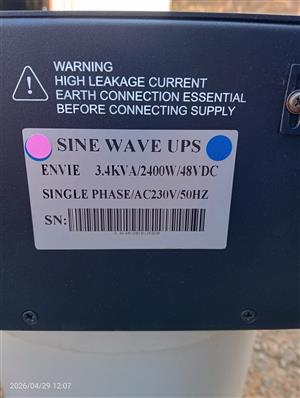 WARNING
HIGH LEAKAGE CURRENT
EARTH CONNECTION ESSENTIAL
BEFORE CONNECTING SUPPLY
SINE WAVE UPS
ENVIE 3.4KVA/2400W/48VDC
SINGLE PHASE/AC230V/50HZ
SN:
2026/04/29 12:07